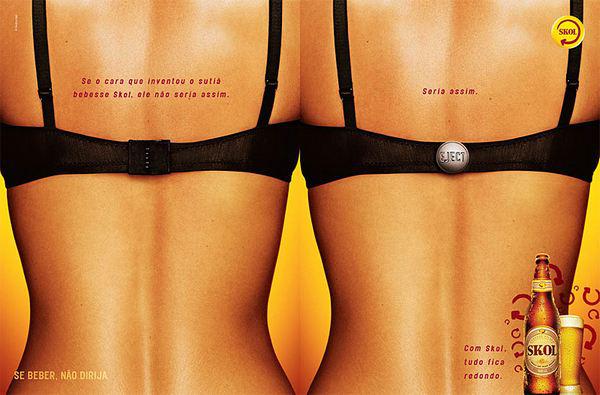 Se o cara que inventou o sutiã
bebesse Skol, ele não seria assim.
Seria assim.
SKOL
EJECT
Com Skol,
tudo fica
redondo.
SKOL
SE BEBER, NÃO DIRIJA.